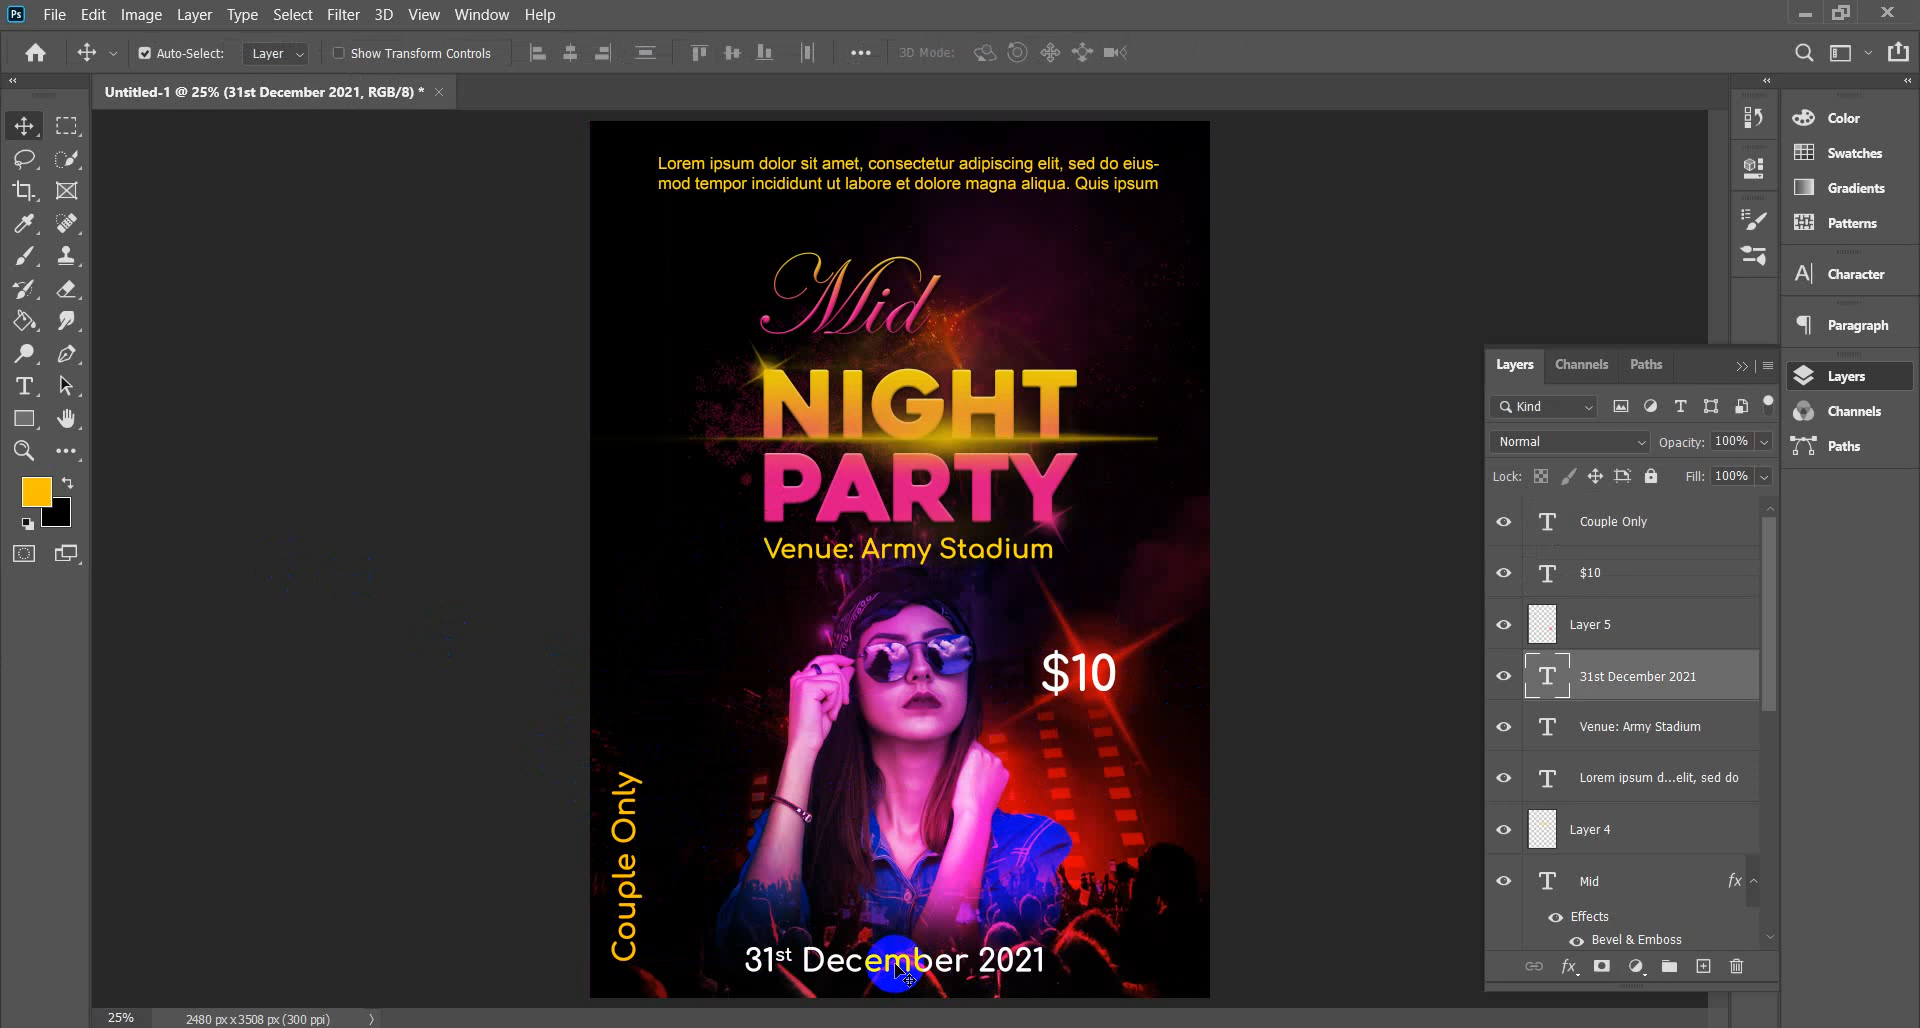 File Edit Image Layer Type Select Filter 3D View Window Help
Auto-Select: Layer Show Transform Controls 3D Mode:
Untitled-1 @ 25% (31st December 2021, RGB/8) *
Lorem ipsum dolor sit amet, consectetur adipiscing elit, sed do eius-
mod tempor incididunt ut labore et dolore magna aliqua. Quis ipsum
Mid
NIGHT
PARTY
Venue: Army Stadium
$10
Couple Only
31st December 2021
Color
Swatches
Gradients
Patterns
Character
Paragraph
Layers
Channels
Paths
Layers Channels Paths
Kind
Normal Opacity: 100%
Lock: Fill: 100%
Couple Only
$10
Layer 5
31st December 2021
Venue: Army Stadium
Lorem ipsum d...elit, sed do
Layer 4
Mid fx
Effects
Bevel & Emboss
fx
25% 2480 px x 3508 px (300 ppi)